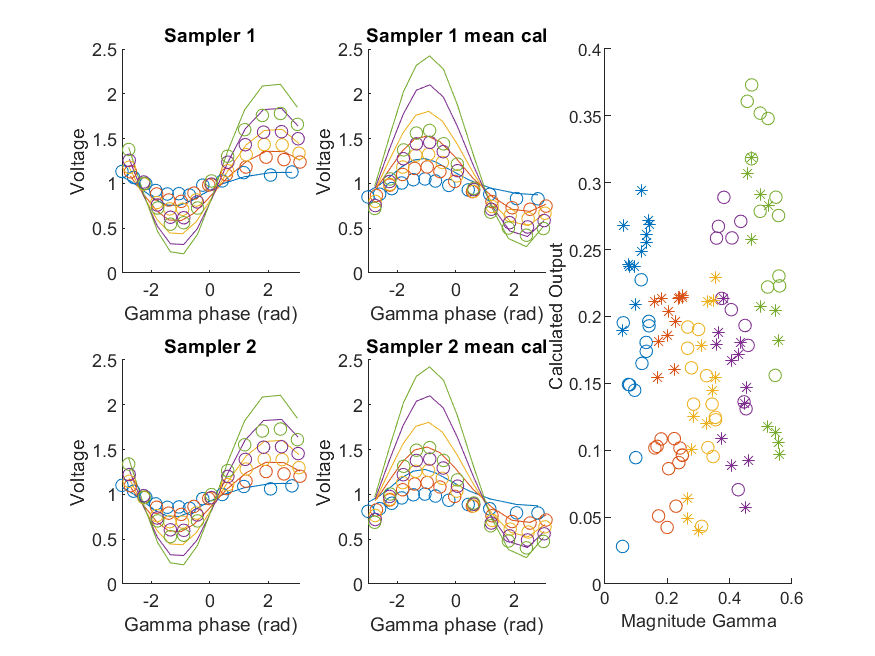 Sampler 1
2.5
2
1.5
1
0.5
0
Voltage
-2 0 2
Gamma phase (rad)
Sampler 1 mean cal
2.5
2
1.5
1
0.5
0
Voltage
-2 0 2
Gamma phase (rad)
Sampler 2
2.5
2
1.5
1
0.5
0
Voltage
-2 0 2
Gamma phase (rad)
Sampler 2 mean cal
2.5
2
1.5
1
0.5
0
Voltage
-2 0 2
Gamma phase (rad)
0.4
0.35
0.3
0.25
0.2
0.15
0.1
0.05
0
Calculated Output
0 0.2 0.4 0.6
Magnitude Gamma